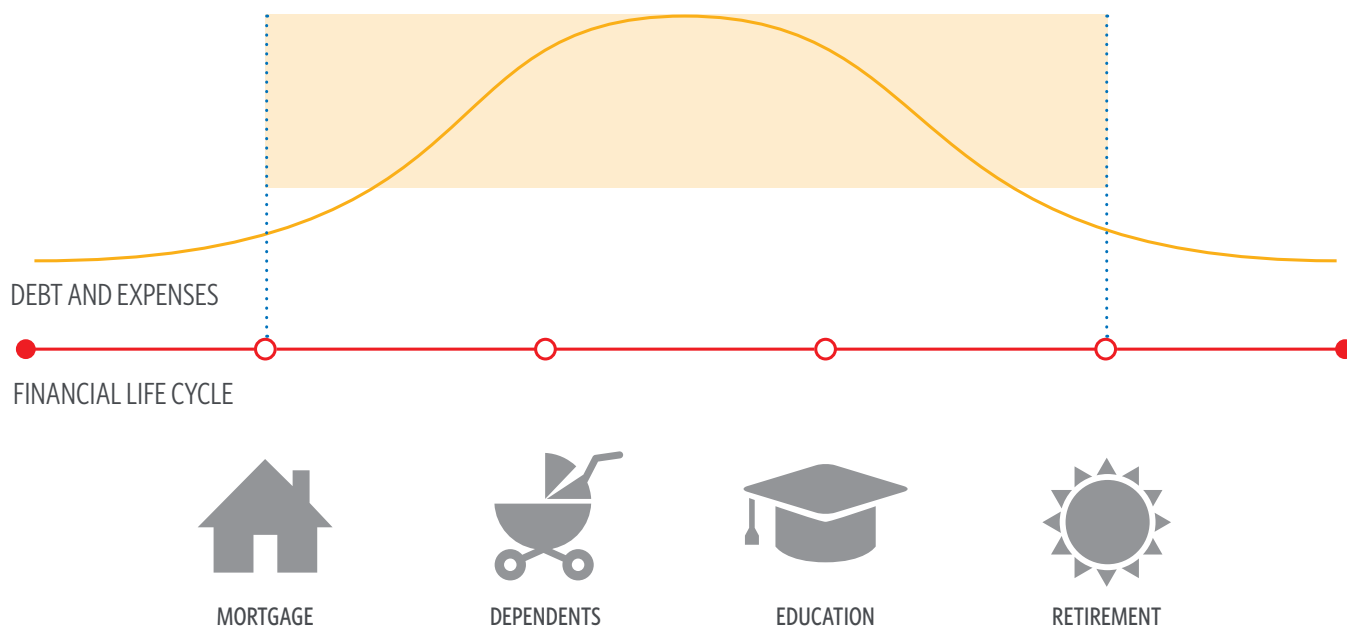 DEBT AND EXPENSES
FINANCIAL LIFE CYCLE
MORTGAGE
DEPENDENTS
EDUCATION
RETIREMENT